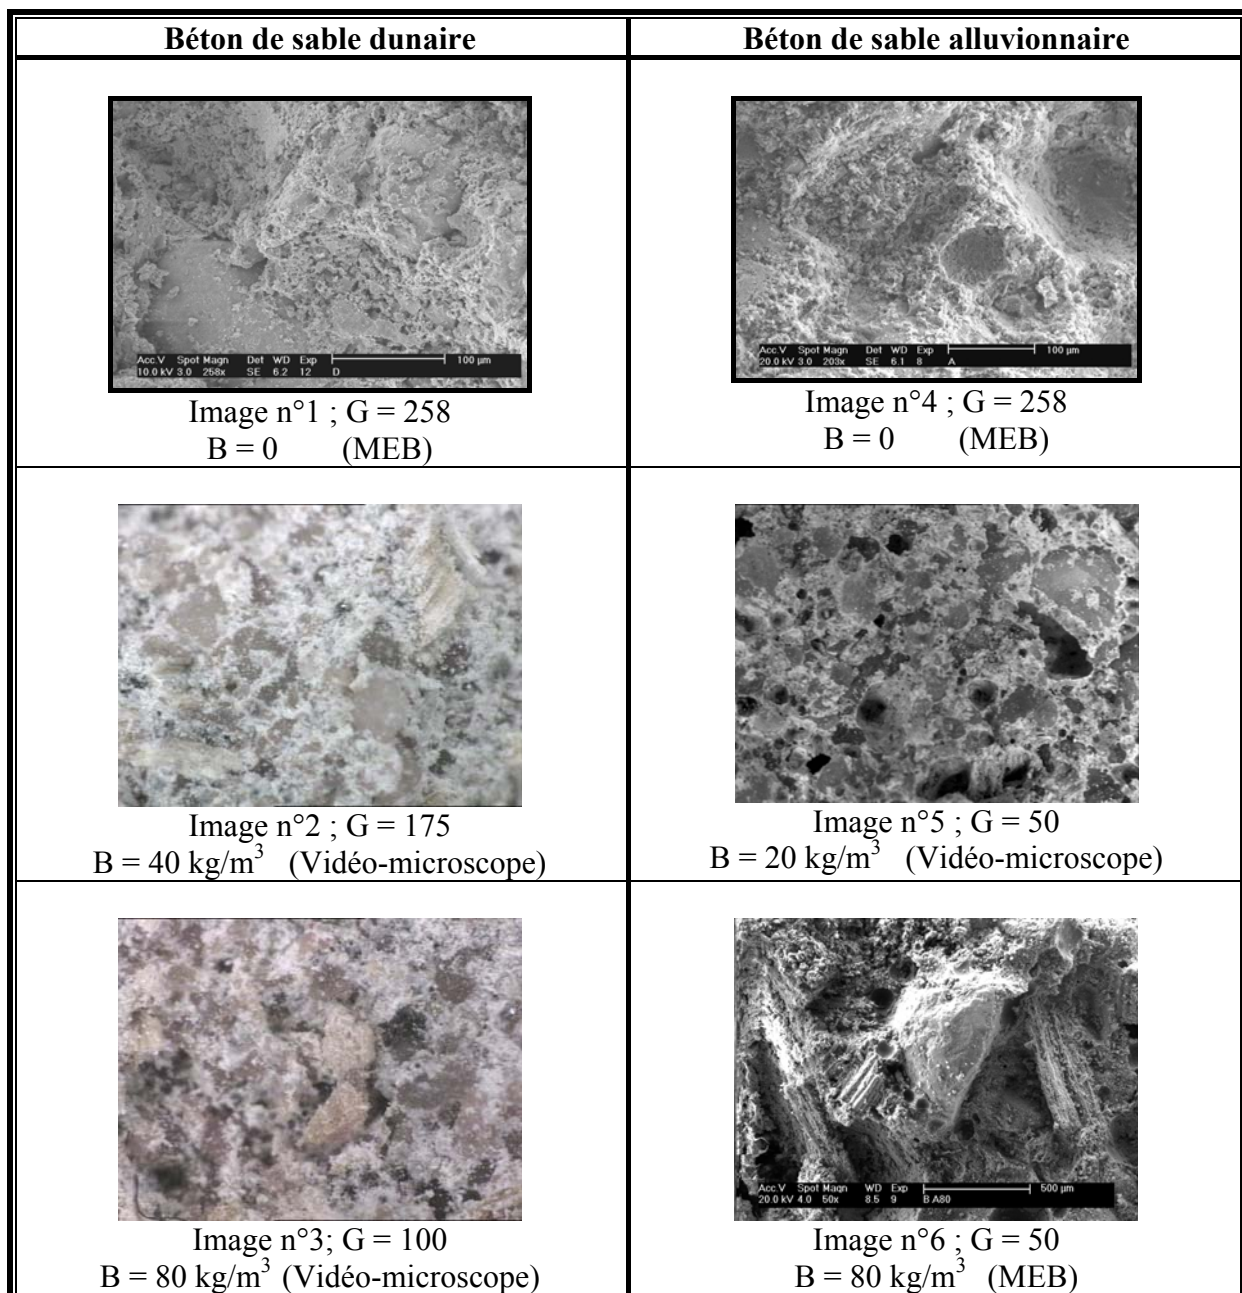 Béton de sable dunaire
Béton de sable alluvionnaire
Acc.V Spot Magn Det WD Exp 100 µm
10.0 kV 3.0 258x SE 6.2 12 D
Image n°1 ; G = 258
B = 0 (MEB)
Acc.V Spot Magn Det WD Exp 100 µm
20.0 kV 3.0 203x SE 6.1 8 A
Image n°4 ; G = 258
B = 0 (MEB)
Image n°2 ; G = 175
B = 40 kg/m³ (Vidéo-microscope)
Image n°5 ; G = 50
B = 20 kg/m³ (Vidéo-microscope)
Image n°3; G = 100
B = 80 kg/m³ (Vidéo-microscope)
Acc.V Spot Magn WD Exp 500 µm
20.0 kV 4.0 50x 8.5 9 B A80
Image n°6 ; G = 50
B = 80 kg/m³ (MEB)